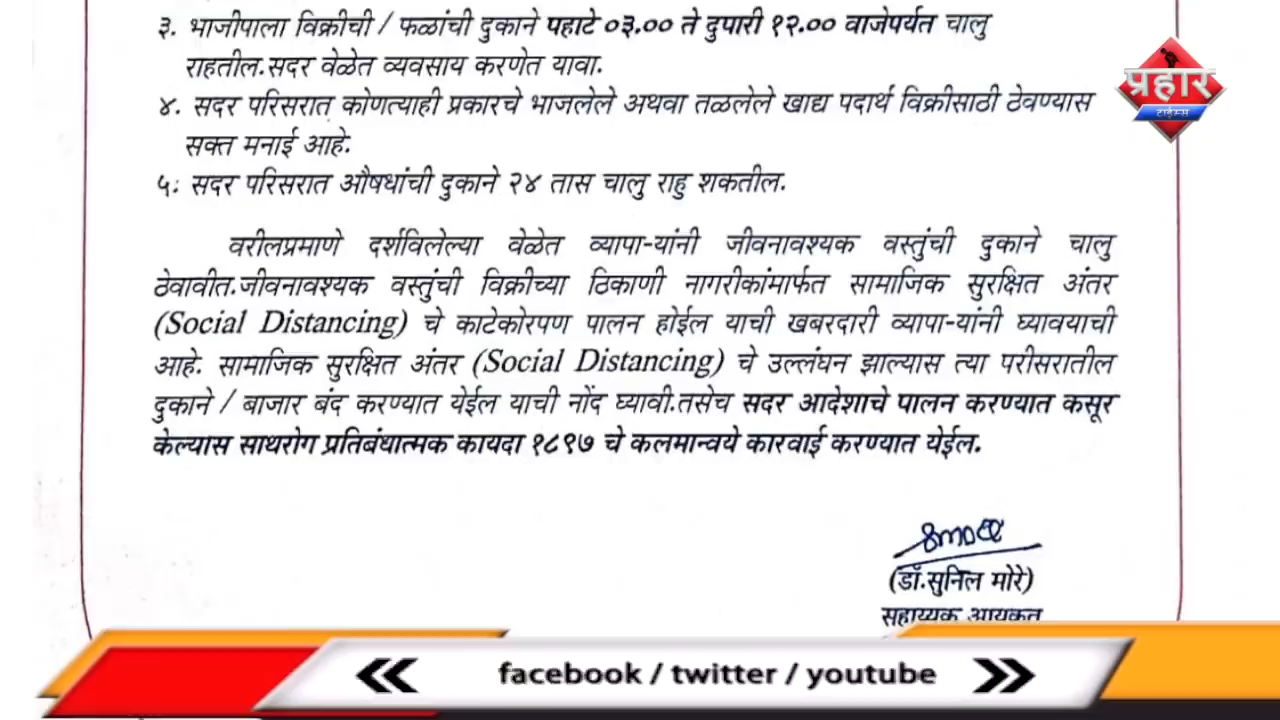 ३. भाजीपाला विक्रीची / फळांची दुकाने पहाटे ०३.०० ते दुपारी १२.०० वाजेपर्यंत चालु
राहतील.सदर वेळेत व्यवसाय करणेत यावा.
४. सदर परिसरात कोणत्याही प्रकारचे भाजलेले अथवा तळलेले खाद्य पदार्थ विक्रीसाठी ठेवण्यास
सक्त मनाई आहे.
५. सदर परिसरात औषधांची दुकाने २४ तास चालु राहु शकतील.
वरीलप्रमाणे दर्शविलेल्या वेळेत व्यापा-यांनी जीवनावश्यक वस्तुंची दुकाने चालु
ठेवावीत.जीवनावश्यक वस्तुंची विक्रीच्या ठिकाणी नागरीकांमार्फत सामाजिक सुरक्षित अंतर
(Social Distancing) चे काटेकोरपण पालन होईल याची खबरदारी व्यापा-यांनी घ्यावयाची
आहे. सामाजिक सुरक्षित अंतर (Social Distancing) चे उल्लंघन झाल्यास त्या परीसरातील
दुकाने / बाजार बंद करण्यात येईल याची नोंद घ्यावी.तसेच सदर आदेशाचे पालन करण्यात कसूर
केल्यास साथरोग प्रतिबंधात्मक कायदा १८९७ चे कलमान्वये कारवाई करण्यात येईल.
(डॉ.सुनिल मोरे)
सहाय्यक आयुक्त
प्रहार
टाईम्स
facebook / twitter / youtube